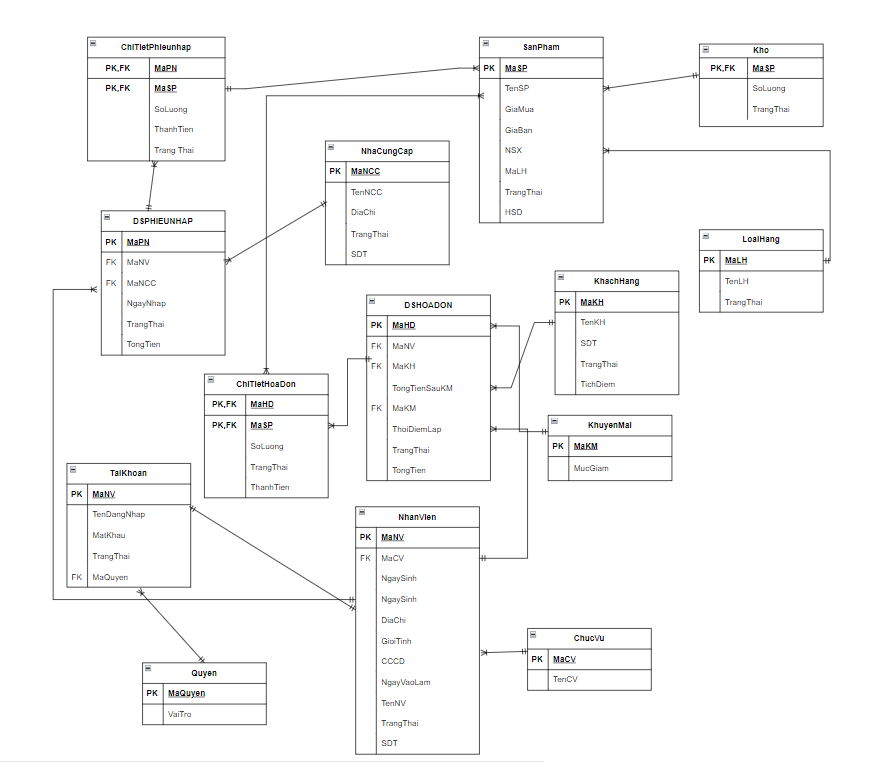 ChiTietPhieunhap
PK,FK MaPN
PK,FK MaSP
SoLuong
ThanhTien
Trang Thai
SanPham
PK MaSP
TenSP
GiaMua
GiaBan
NSX
MaLH
TrangThai
HSD
Kho
PK,FK MaSP
SoLuong
TrangThai
NhaCungCap
PK MaNCC
TenNCC
DiaChi
TrangThai
SDT
DSPHIEUNHAP
PK MaPN
FK MaNV
FK MaNCC
NgayNhap
TrangThai
TongTien
LoaiHang
PK MaLH
TenLH
TrangThai
KhachHang
PK MaKH
TenKH
SDT
TrangThai
TichDiem
DSHOADON
PK MaHD
FK MaNV
FK MaKH
TongTienSauKM
FK MaKM
ThoiDiemLap
TrangThai
TongTien
ChiTietHoaDon
PK,FK MaHD
PK,FK MaSP
SoLuong
TrangThai
ThanhTien
KhuyenMai
PK MaKM
MucGiam
TaiKhoan
PK MaNV
TenDangNhap
MatKhau
TrangThai
FK MaQuyen
NhanVien
PK MaNV
FK MaCV
NgaySinh
NgaySinh
DiaChi
GioiTinh
CCCD
NgayVaoLam
TenNV
TrangThai
SDT
ChucVu
PK MaCV
TenCV
Quyen
PK MaQuyen
VaiTro